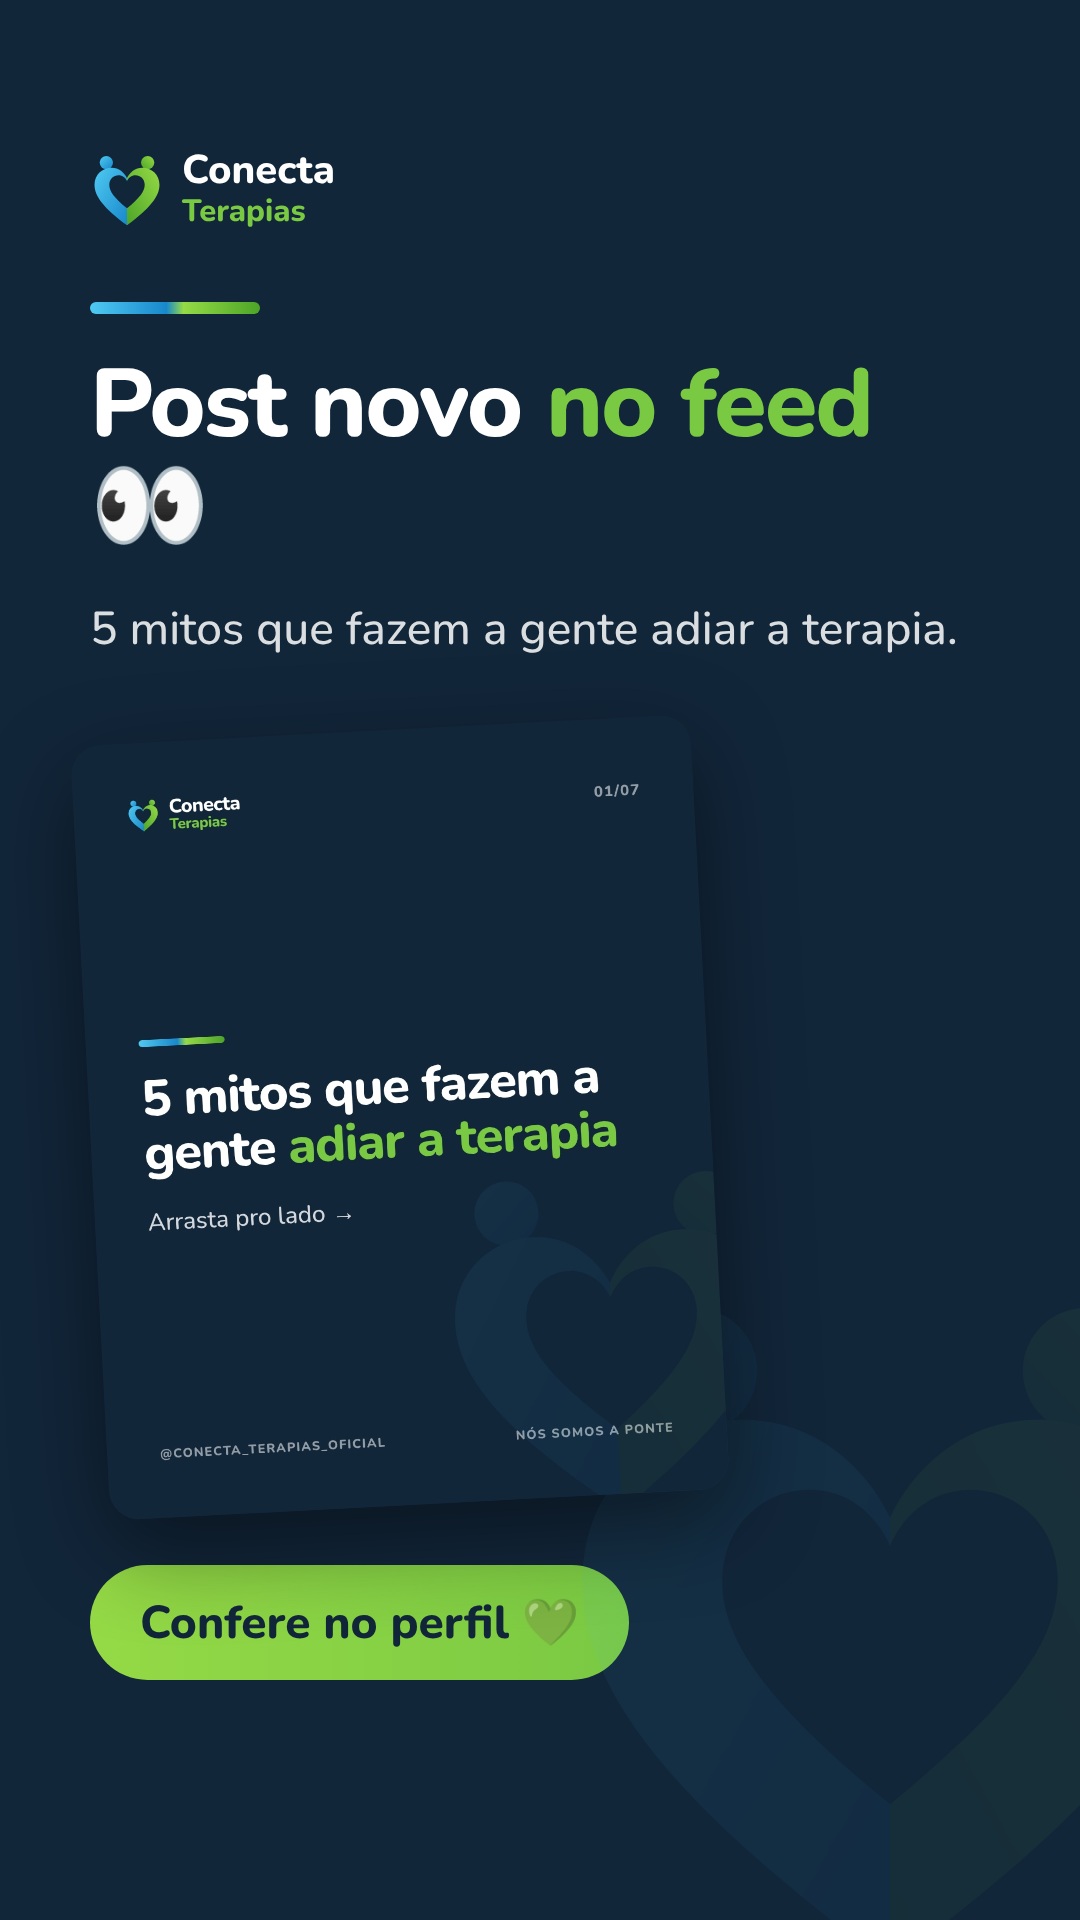 Conecta
Terapias
Post novo no feed
👀
5 mitos que fazem a gente adiar a terapia.
Conecta
Terapias
01/07
5 mitos que fazem a
gente adiar a terapia
Arrasta pro lado →
@CONECTA_TERAPIAS_OFICIAL
NÓS SOMOS A PONTE
Confere no perfil 💚